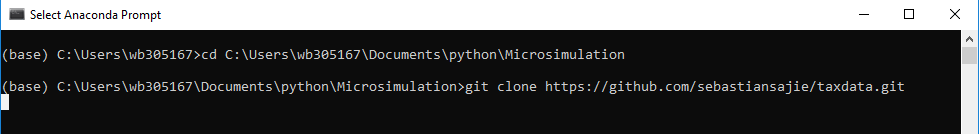 Select Anaconda Prompt
(base) C:\Users\wb305167>cd C:\Users\wb305167\Documents\python\Microsimulation
(base) C:\Users\wb305167\Documents\python\Microsimulation>git clone https://github.com/sebastiansajie/taxdata.git